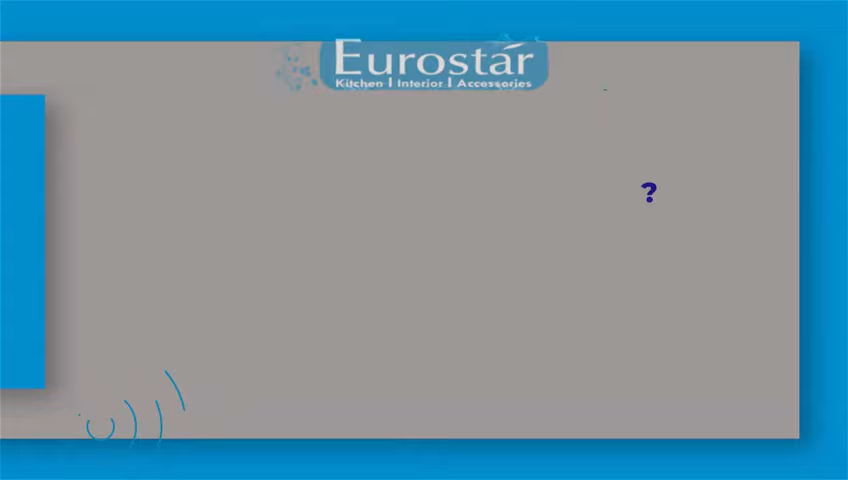 Eurostar
Kitchen | Interior | Accessories
?